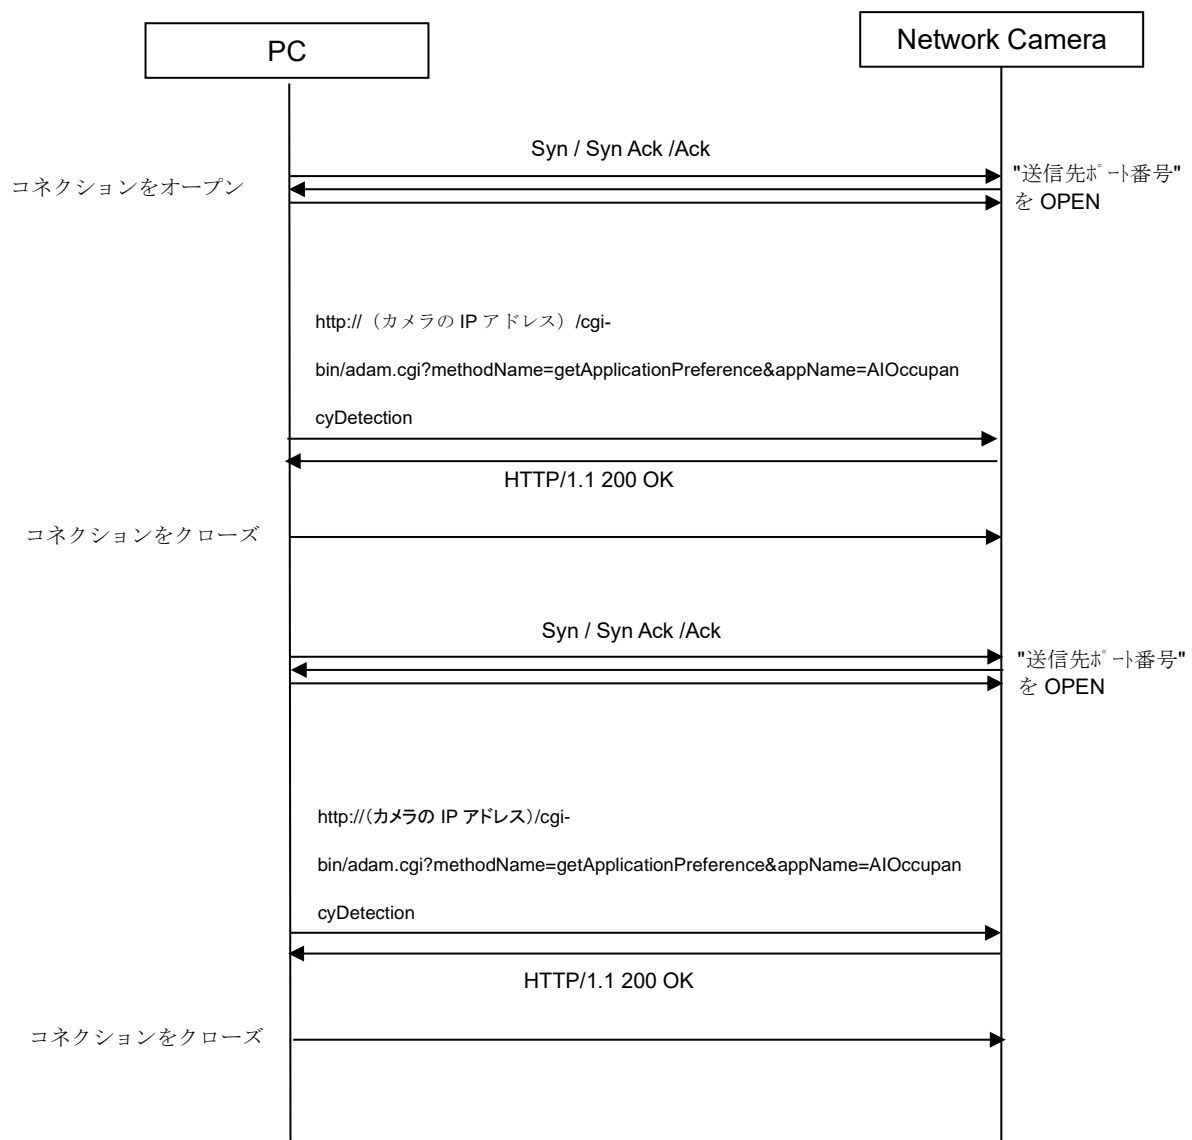 PC
Network Camera
Syn / Syn Ack /Ack
コネクションをオープン
"送信先ﾎﾟｰﾄ番号"
を OPEN
http://（カメラの IP アドレス）/cgi-
bin/adam.cgi?methodName=getApplicationPreference&appName=AIOccupan
cyDetection
HTTP/1.1 200 OK
コネクションをクローズ
Syn / Syn Ack /Ack
"送信先ﾎﾟｰﾄ番号"
を OPEN
http://(カメラの IP アドレス)/cgi-
bin/adam.cgi?methodName=getApplicationPreference&appName=AIOccupan
cyDetection
HTTP/1.1 200 OK
コネクションをクローズ